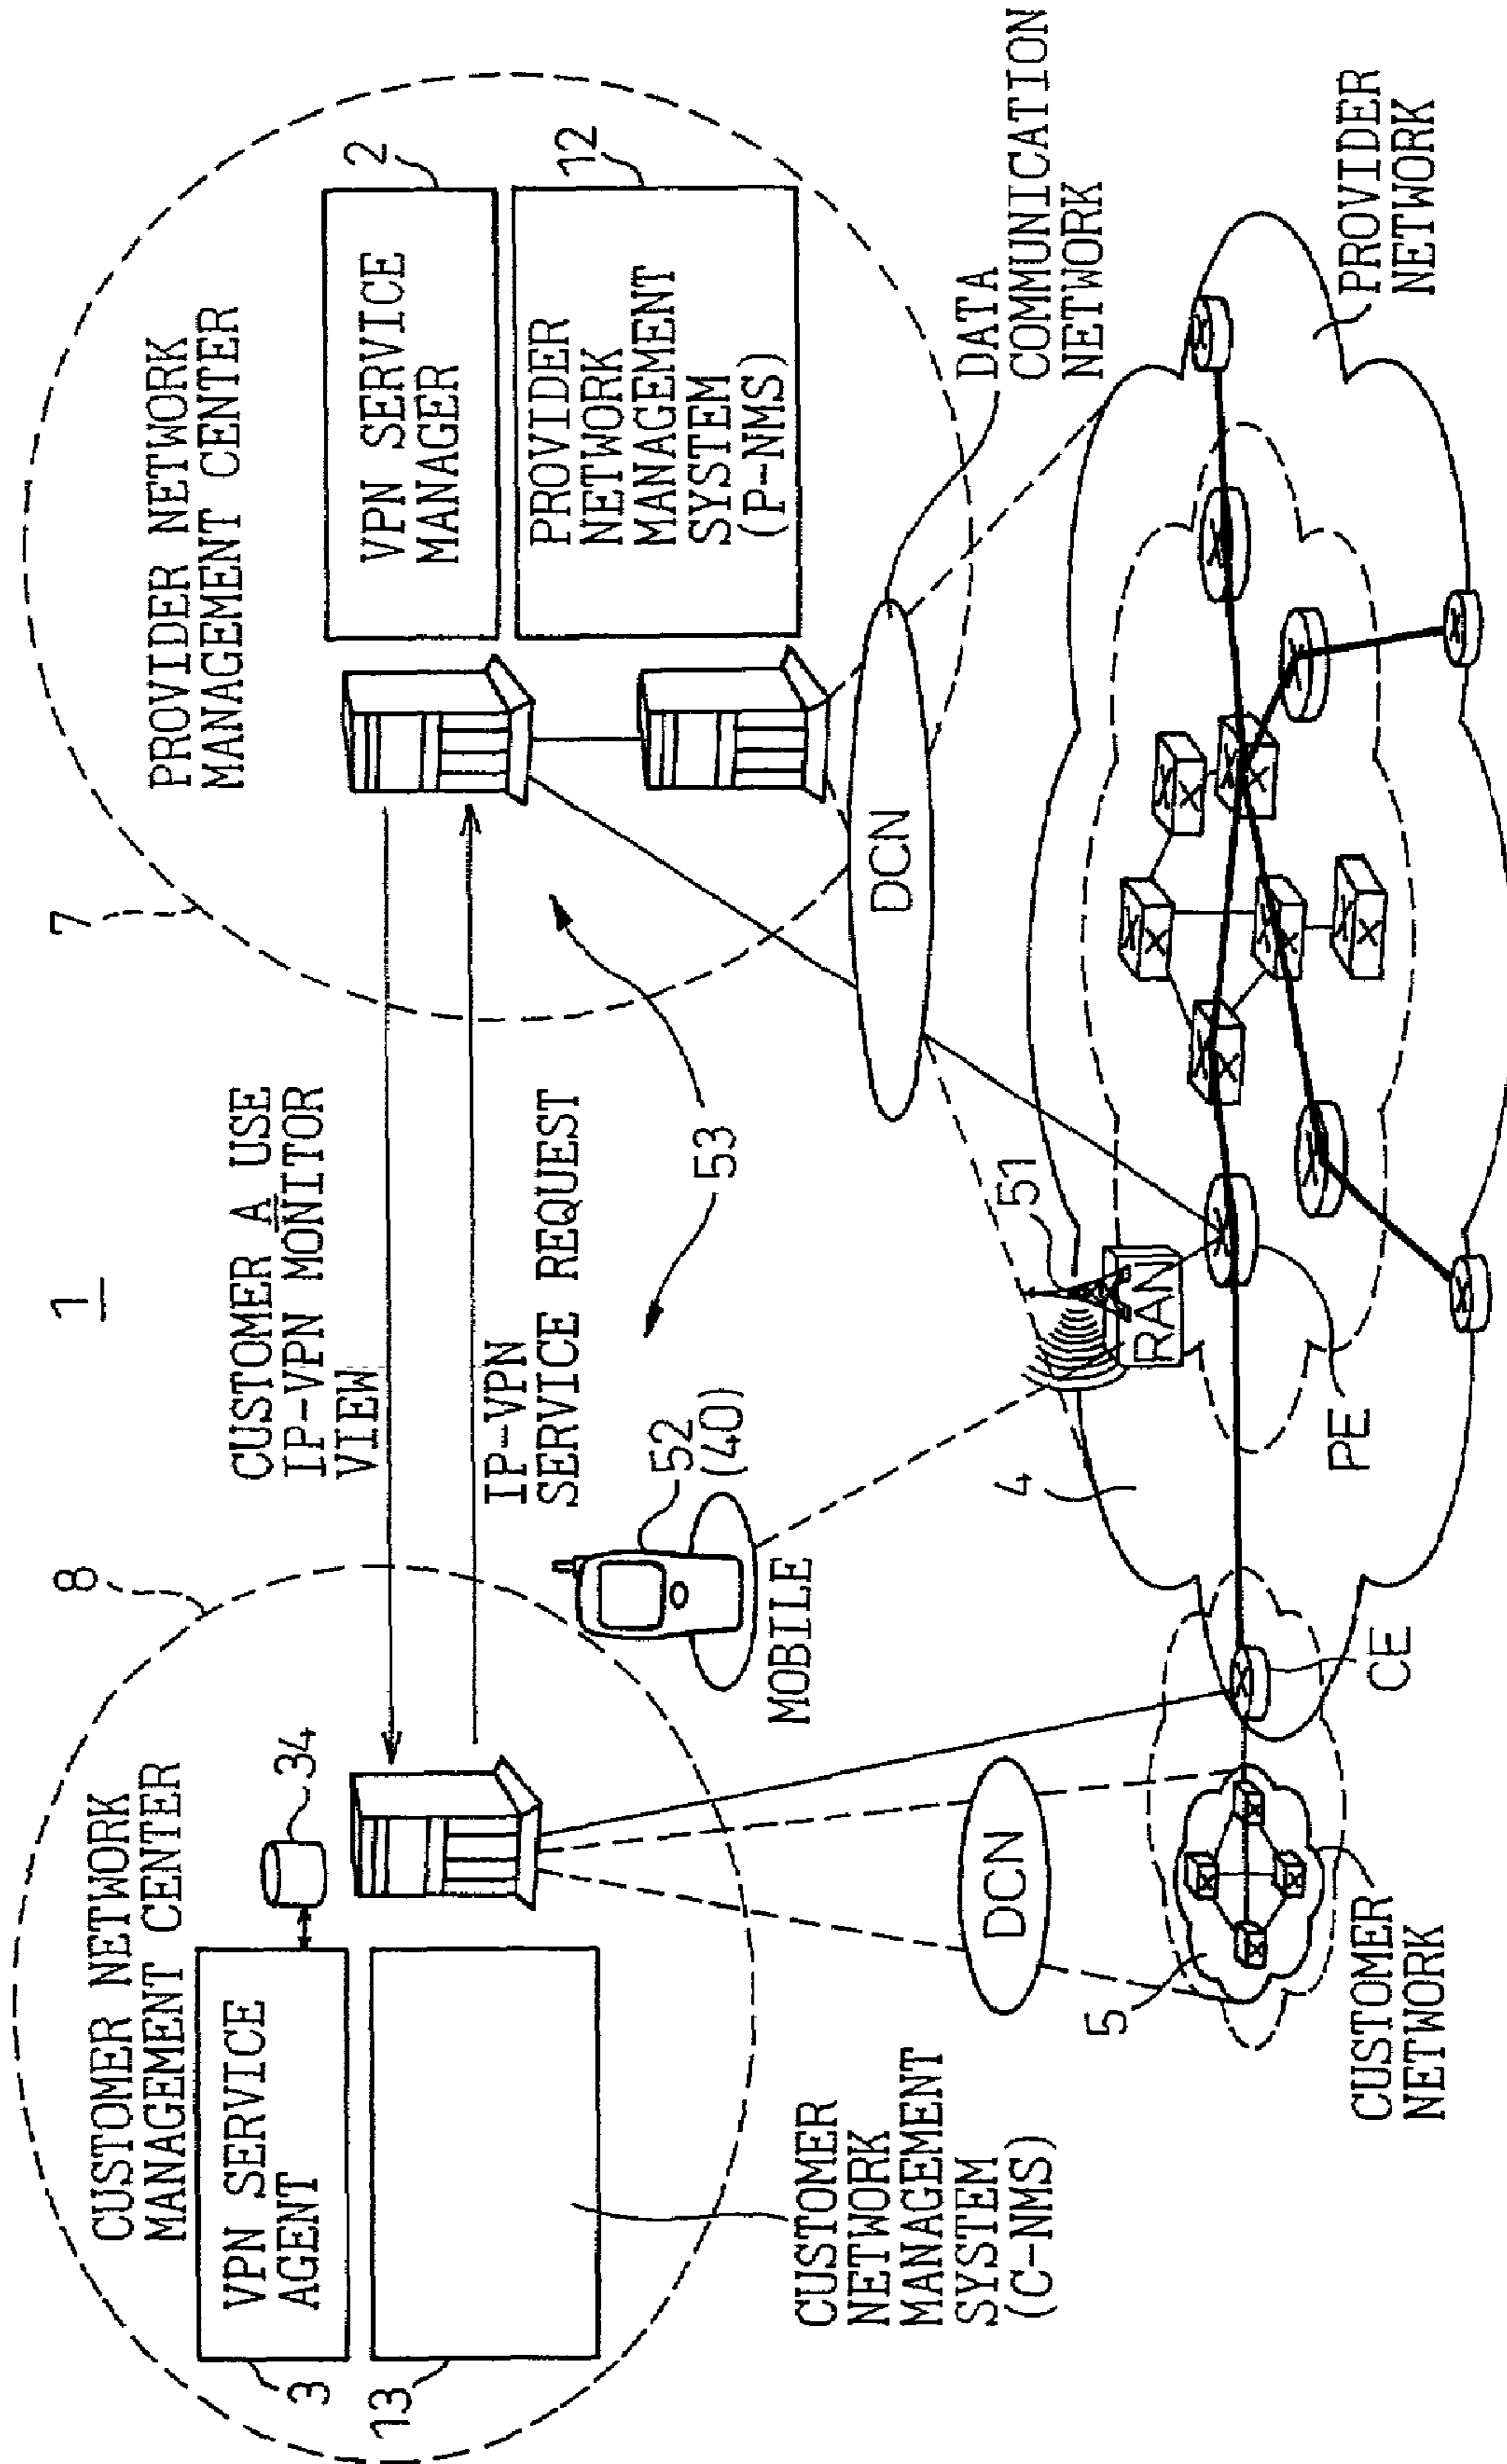 1
8
7
CUSTOMER NETWORK
MANAGEMENT CENTER
VPN SERVICE
AGENT
3
13
34
CUSTOMER A USE
IP-VPN MONITOR
VIEW
IP-VPN
SERVICE REQUEST
PROVIDER NETWORK
MANAGEMENT CENTER
VPN SERVICE
MANAGER
2
PROVIDER
NETWORK
MANAGEMENT
SYSTEM
(P-NMS)
12
52
(40)
MOBILE
53
CUSTOMER
NETWORK
MANAGEMENT
SYSTEM
(C-NMS)
DCN
DCN
DATA
COMMUNICATION
NETWORK
51
RAN
4
5
CUSTOMER
NETWORK
CE
PE
PROVIDER
NETWORK